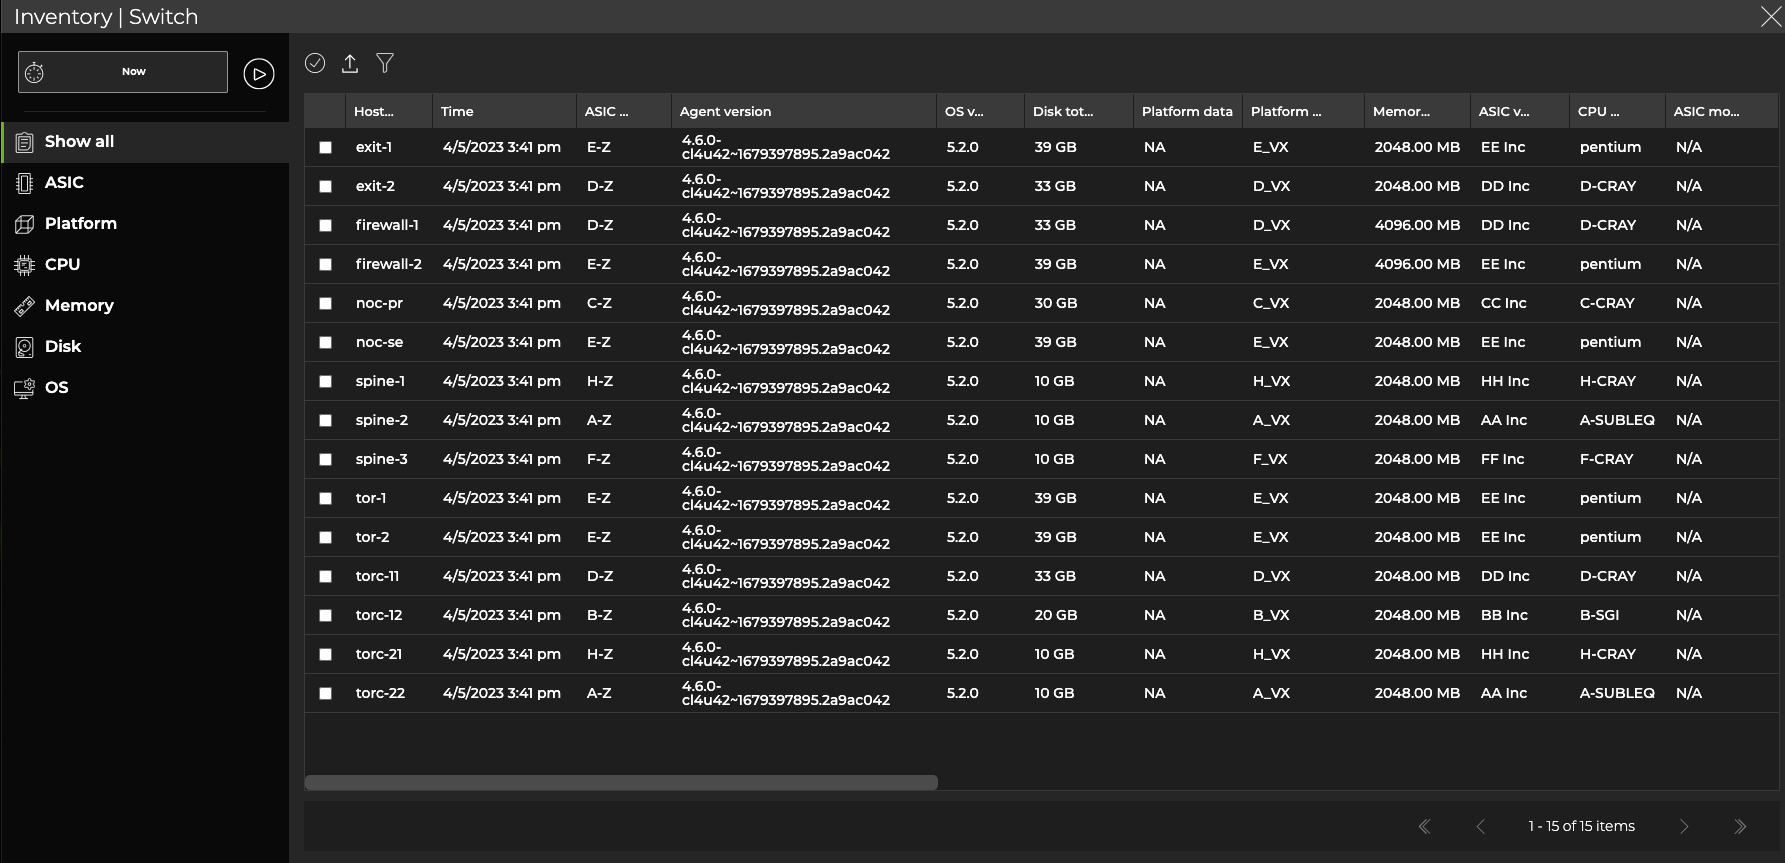 Inventory | Switch
Now
Show all
ASIC
Platform
CPU
Memory
Disk
OS
Host... Time ASIC ... Agent version OS v... Disk tot... Platform data Platform ... Memor... ASIC v... CPU ... ASIC mo...
exit-1 4/5/2023 3:41 pm E-Z 4.6.0-
cl4u42~1679397895.2a9ac042 5.2.0 39 GB NA E_VX 2048.00 MB EE Inc pentium N/A
exit-2 4/5/2023 3:41 pm D-Z 4.6.0-
cl4u42~1679397895.2a9ac042 5.2.0 33 GB NA D_VX 2048.00 MB DD Inc D-CRAY N/A
firewall-1 4/5/2023 3:41 pm D-Z 4.6.0-
cl4u42~1679397895.2a9ac042 5.2.0 33 GB NA D_VX 4096.00 MB DD Inc D-CRAY N/A
firewall-2 4/5/2023 3:41 pm E-Z 4.6.0-
cl4u42~1679397895.2a9ac042 5.2.0 39 GB NA E_VX 4096.00 MB EE Inc pentium N/A
noc-pr 4/5/2023 3:41 pm C-Z 4.6.0-
cl4u42~1679397895.2a9ac042 5.2.0 30 GB NA C_VX 2048.00 MB CC Inc C-CRAY N/A
noc-se 4/5/2023 3:41 pm E-Z 4.6.0-
cl4u42~1679397895.2a9ac042 5.2.0 39 GB NA E_VX 2048.00 MB EE Inc pentium N/A
spine-1 4/5/2023 3:41 pm H-Z 4.6.0-
cl4u42~1679397895.2a9ac042 5.2.0 10 GB NA H_VX 2048.00 MB HH Inc H-CRAY N/A
spine-2 4/5/2023 3:41 pm A-Z 4.6.0-
cl4u42~1679397895.2a9ac042 5.2.0 10 GB NA A_VX 2048.00 MB AA Inc A-SUBLEQ N/A
spine-3 4/5/2023 3:41 pm F-Z 4.6.0-
cl4u42~1679397895.2a9ac042 5.2.0 10 GB NA F_VX 2048.00 MB FF Inc F-CRAY N/A
tor-1 4/5/2023 3:41 pm E-Z 4.6.0-
cl4u42~1679397895.2a9ac042 5.2.0 39 GB NA E_VX 2048.00 MB EE Inc pentium N/A
tor-2 4/5/2023 3:41 pm E-Z 4.6.0-
cl4u42~1679397895.2a9ac042 5.2.0 39 GB NA E_VX 2048.00 MB EE Inc pentium N/A
torc-11 4/5/2023 3:41 pm D-Z 4.6.0-
cl4u42~1679397895.2a9ac042 5.2.0 33 GB NA D_VX 2048.00 MB DD Inc D-CRAY N/A
torc-12 4/5/2023 3:41 pm B-Z 4.6.0-
cl4u42~1679397895.2a9ac042 5.2.0 20 GB NA B_VX 2048.00 MB BB Inc B-SGI N/A
torc-21 4/5/2023 3:41 pm H-Z 4.6.0-
cl4u42~1679397895.2a9ac042 5.2.0 10 GB NA H_VX 2048.00 MB HH Inc H-CRAY N/A
torc-22 4/5/2023 3:41 pm A-Z 4.6.0-
cl4u42~1679397895.2a9ac042 5.2.0 10 GB NA A_VX 2048.00 MB AA Inc A-SUBLEQ N/A
1 - 15 of 15 items